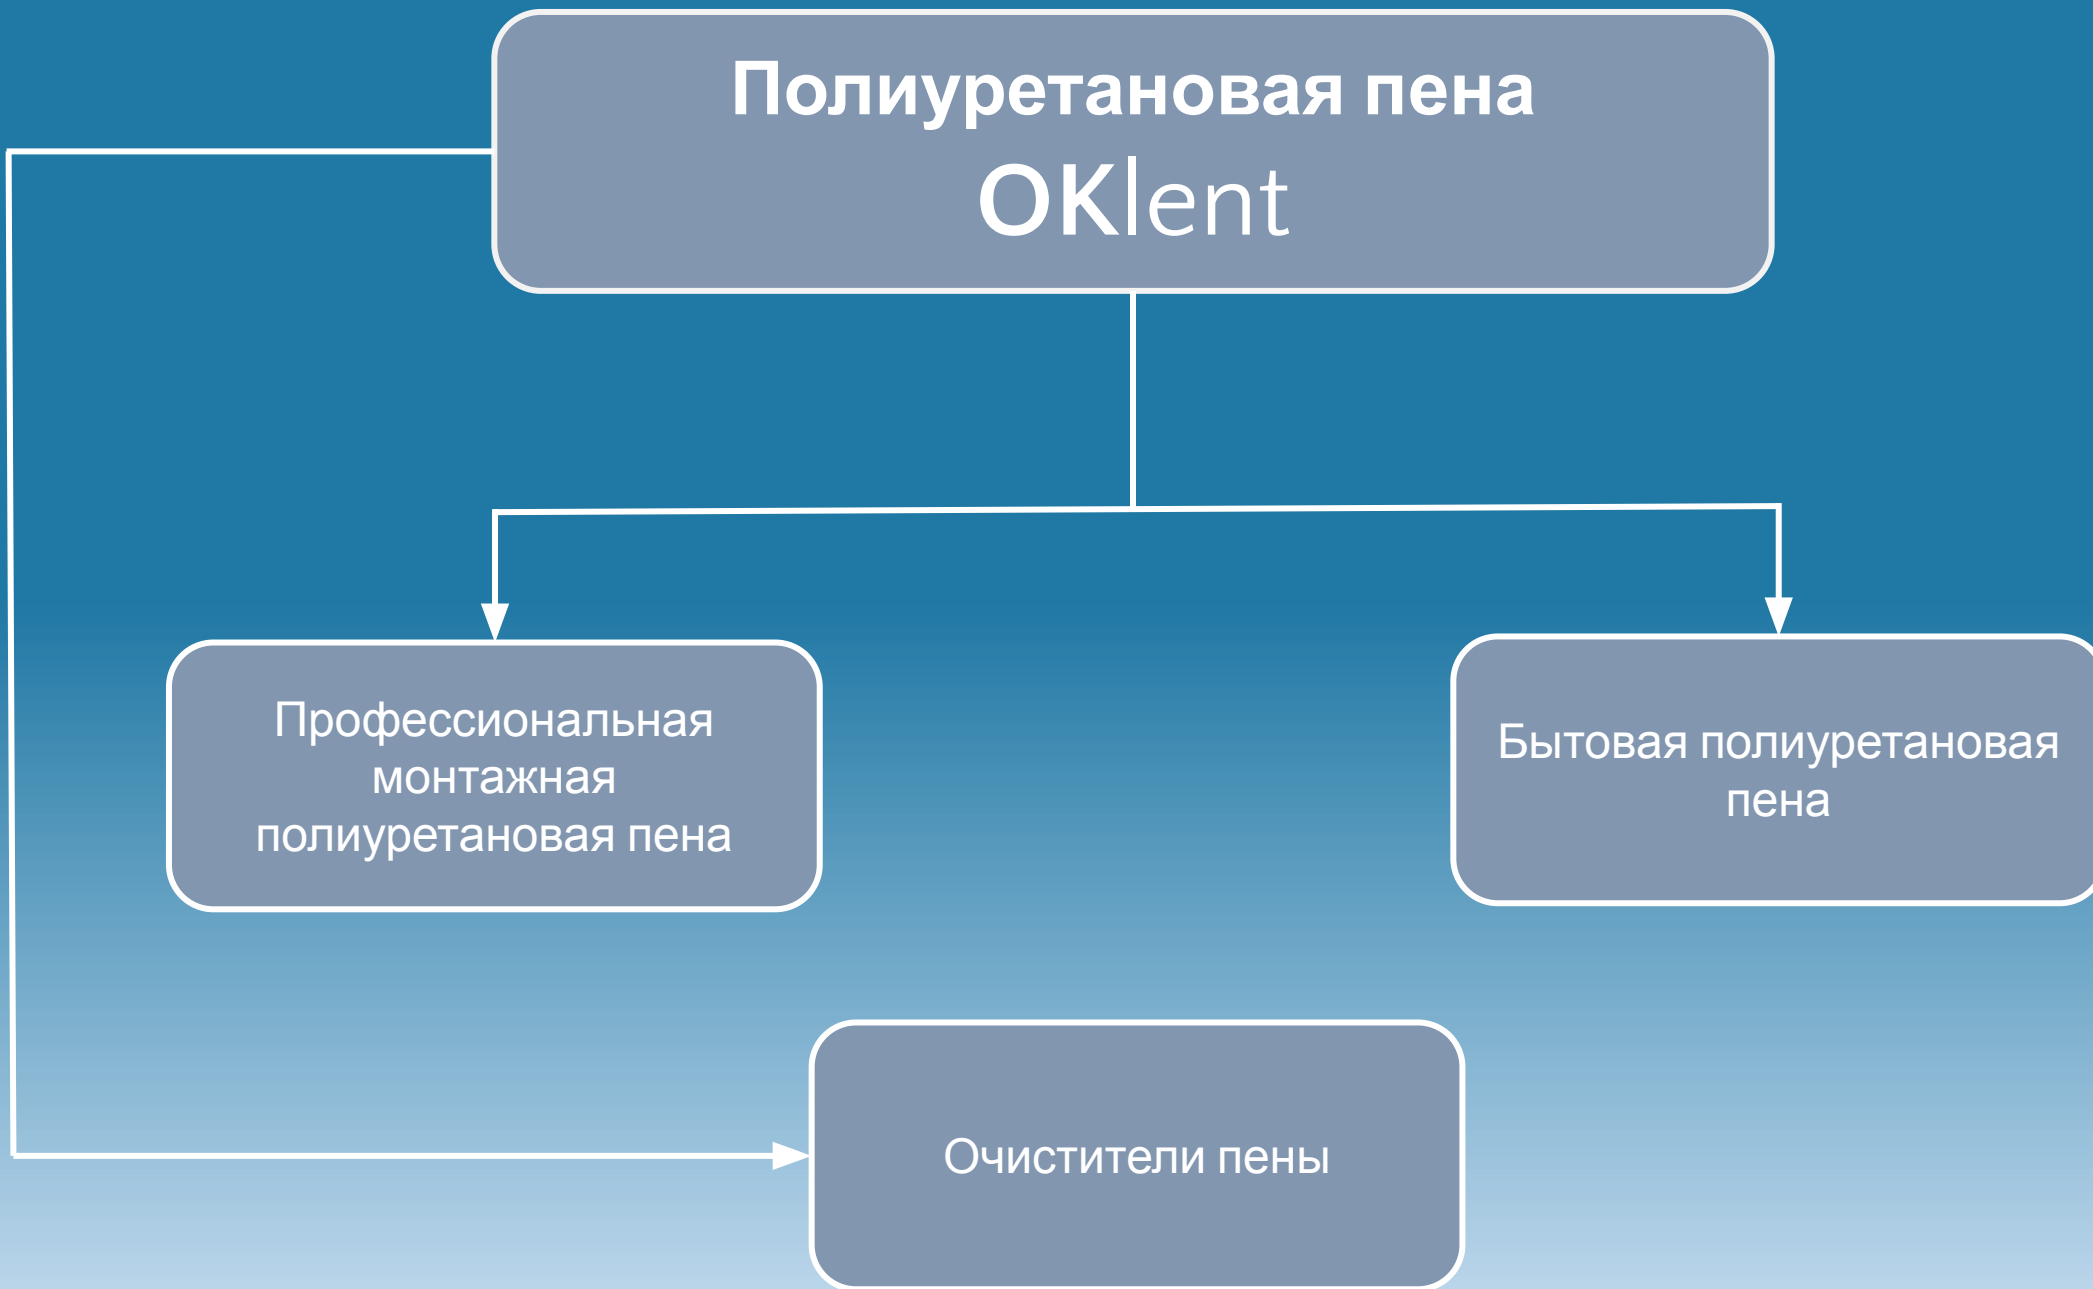 Полиуретановая пена
OKlent
Профессиональная
монтажная
полиуретановая пена
Бытовая полиуретановая
пена
Очистители пены